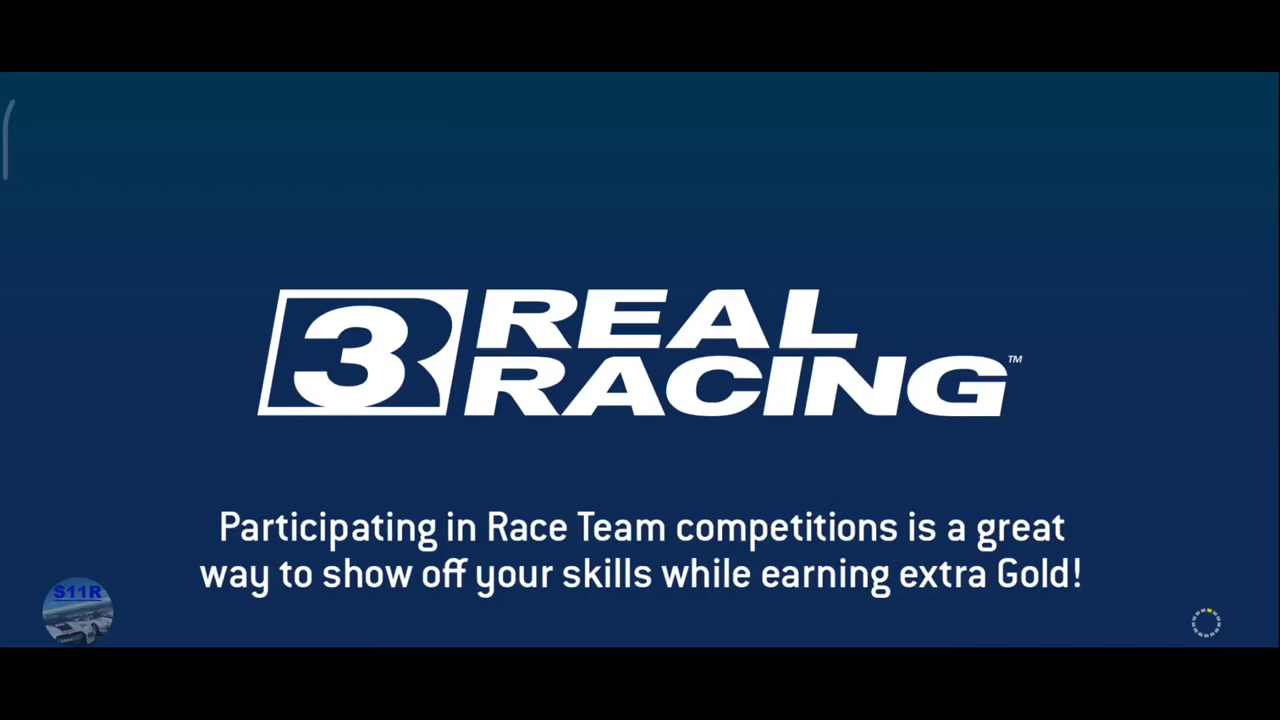 3 REAL
RACING™
Participating in Race Team competitions is a great
way to show off your skills while earning extra Gold!
S11R